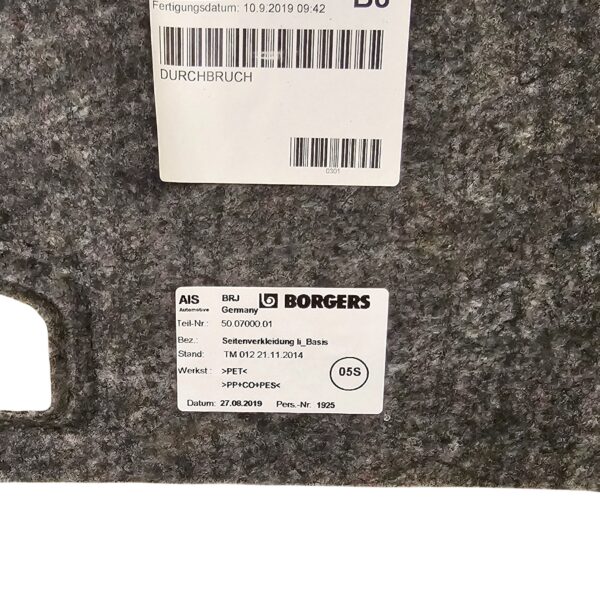 Fertigungsdatum: 10.9.2019 09:42
DURCHBRUCH
0301
AIS BRJ BORGERS
Automotive Germany
Teil-Nr.: 50.07000.01
Bez.: Seitenverkleidung li_Basis
Stand: TM 012 21.11.2014
Werkst.: >PET< 05S
>PP+CO+PES<
Datum: 27.08.2019 Pers.-Nr. 1925